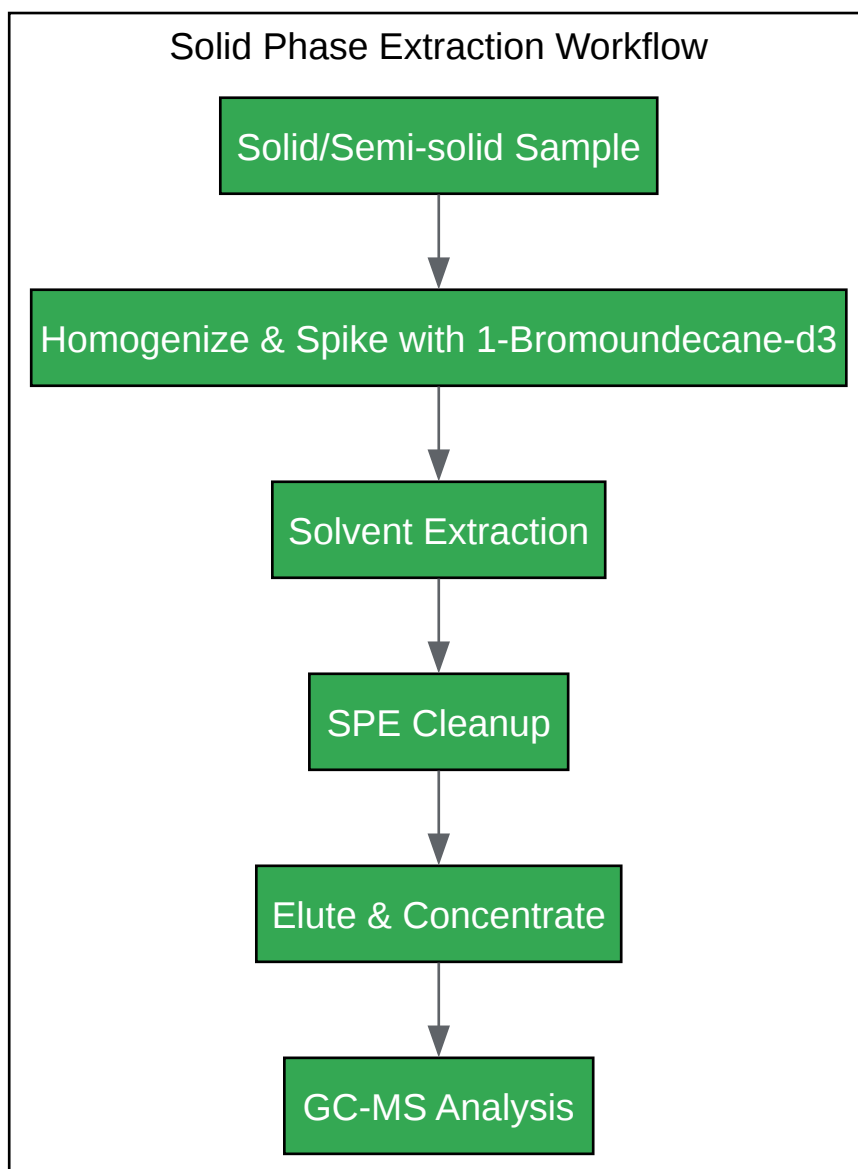 Solid Phase Extraction Workflow
Solid/Semi-solid Sample
Homogenize & Spike with 1-Bromoundecane-d3
Solvent Extraction
SPE Cleanup
Elute & Concentrate
GC-MS Analysis